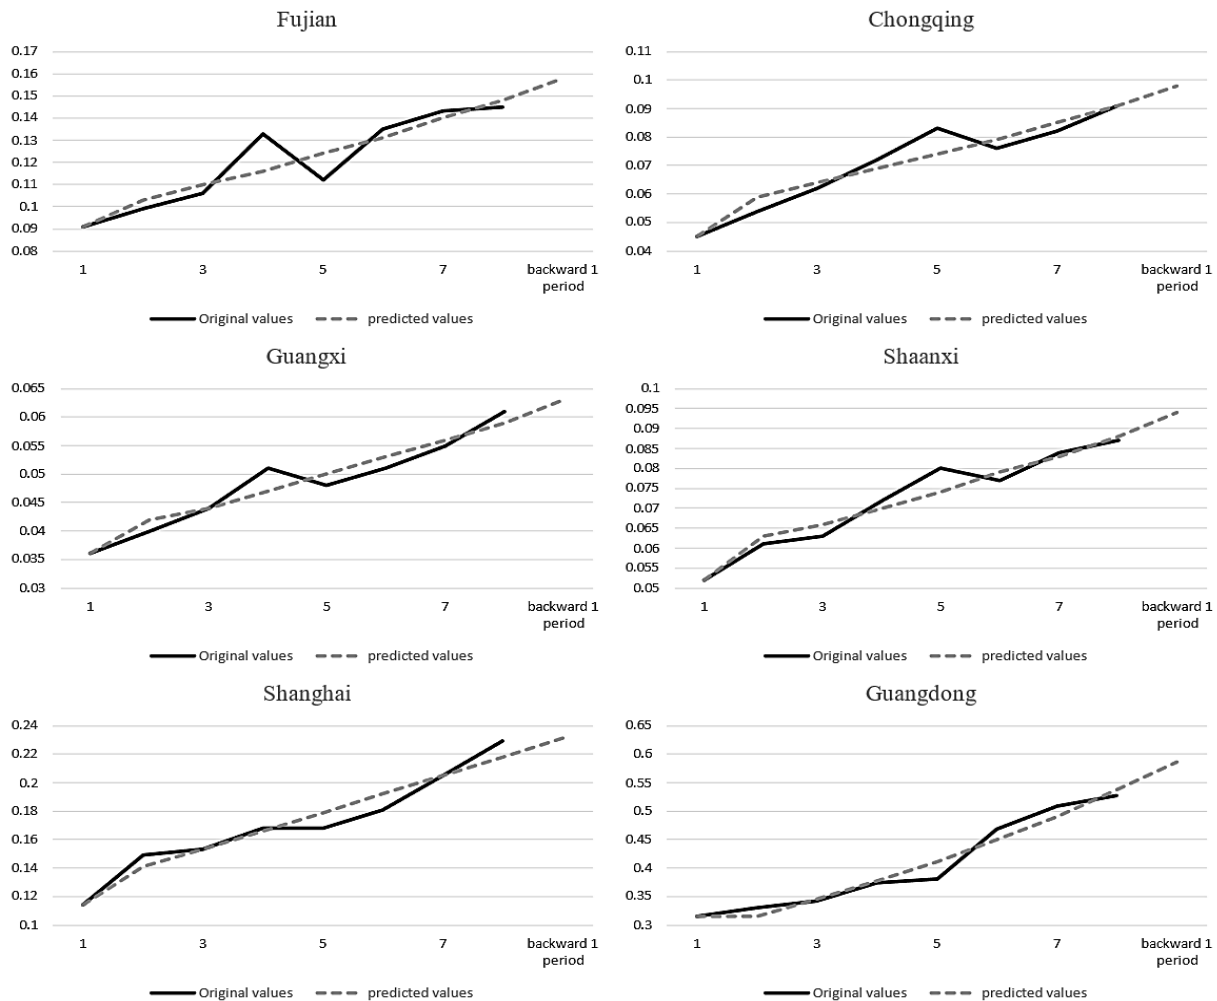 Fujian
0.17
0.16
0.15
0.14
0.13
0.12
0.11
0.1
0.09
0.08
1 3 5 7 backward 1
period
Original values predicted values
Chongqing
0.11
0.1
0.09
0.08
0.07
0.06
0.05
0.04
1 3 5 7 backward 1
period
Original values predicted values
Guangxi
0.065
0.06
0.055
0.05
0.045
0.04
0.035
0.03
1 3 5 7 backward 1
period
Original values predicted values
Shaanxi
0.1
0.095
0.09
0.085
0.08
0.075
0.07
0.065
0.06
0.055
0.05
1 3 5 7 backward 1
period
Original values predicted values
Shanghai
0.24
0.22
0.2
0.18
0.16
0.14
0.12
0.1
1 3 5 7 backward 1
period
Original values predicted values
Guangdong
0.65
0.6
0.55
0.5
0.45
0.4
0.35
0.3
1 3 5 7 backward 1
period
Original values predicted values